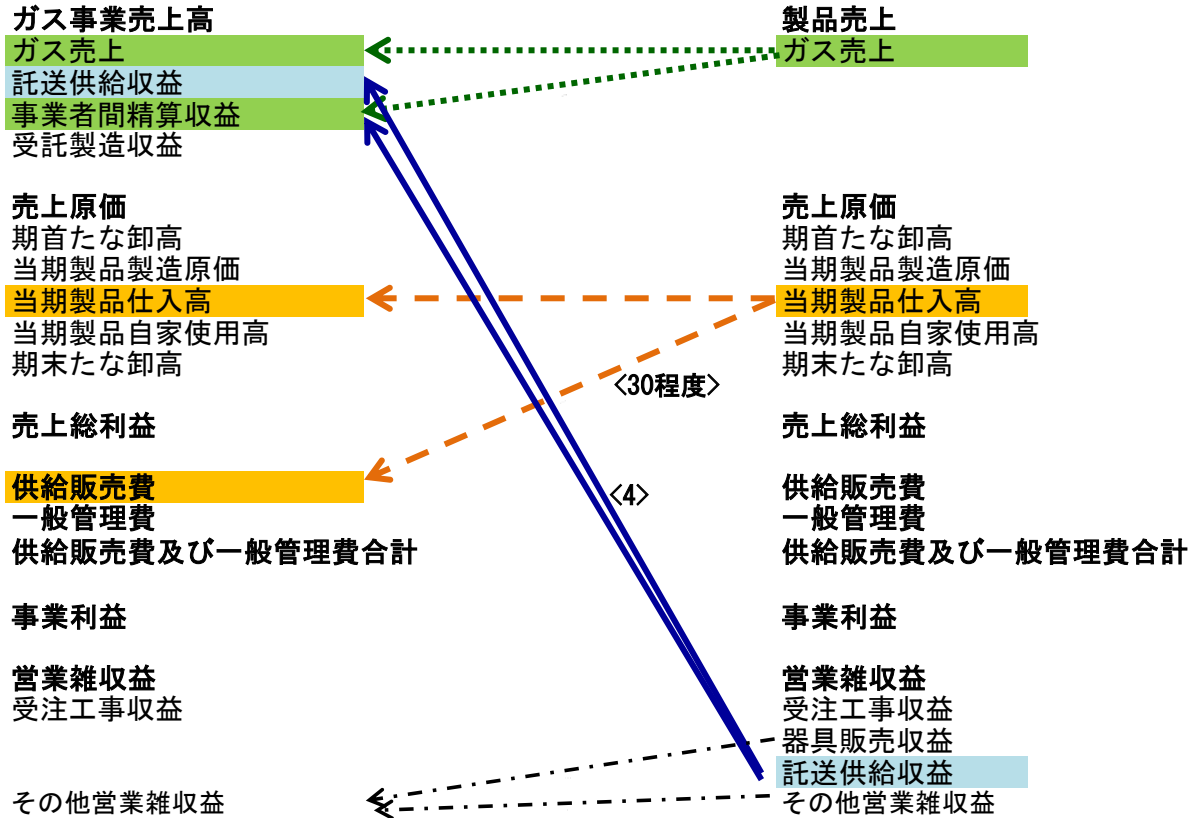 ガス事業売上高
ガス売上
託送供給収益
事業者間精算収益
受託製造収益
売上原価
期首たな卸高
当期製品製造原価
当期製品仕入高
当期製品自家使用高
期末たな卸高
売上総利益
供給販売費
一般管理費
供給販売費及び一般管理費合計
事業利益
営業雑収益
受注工事収益
その他営業雑収益
<30程度>
<4>
製品売上
ガス売上
売上原価
期首たな卸高
当期製品製造原価
当期製品仕入高
当期製品自家使用高
期末たな卸高
売上総利益
供給販売費
一般管理費
供給販売費及び一般管理費合計
事業利益
営業雑収益
受注工事収益
器具販売収益
託送供給収益
その他営業雑収益